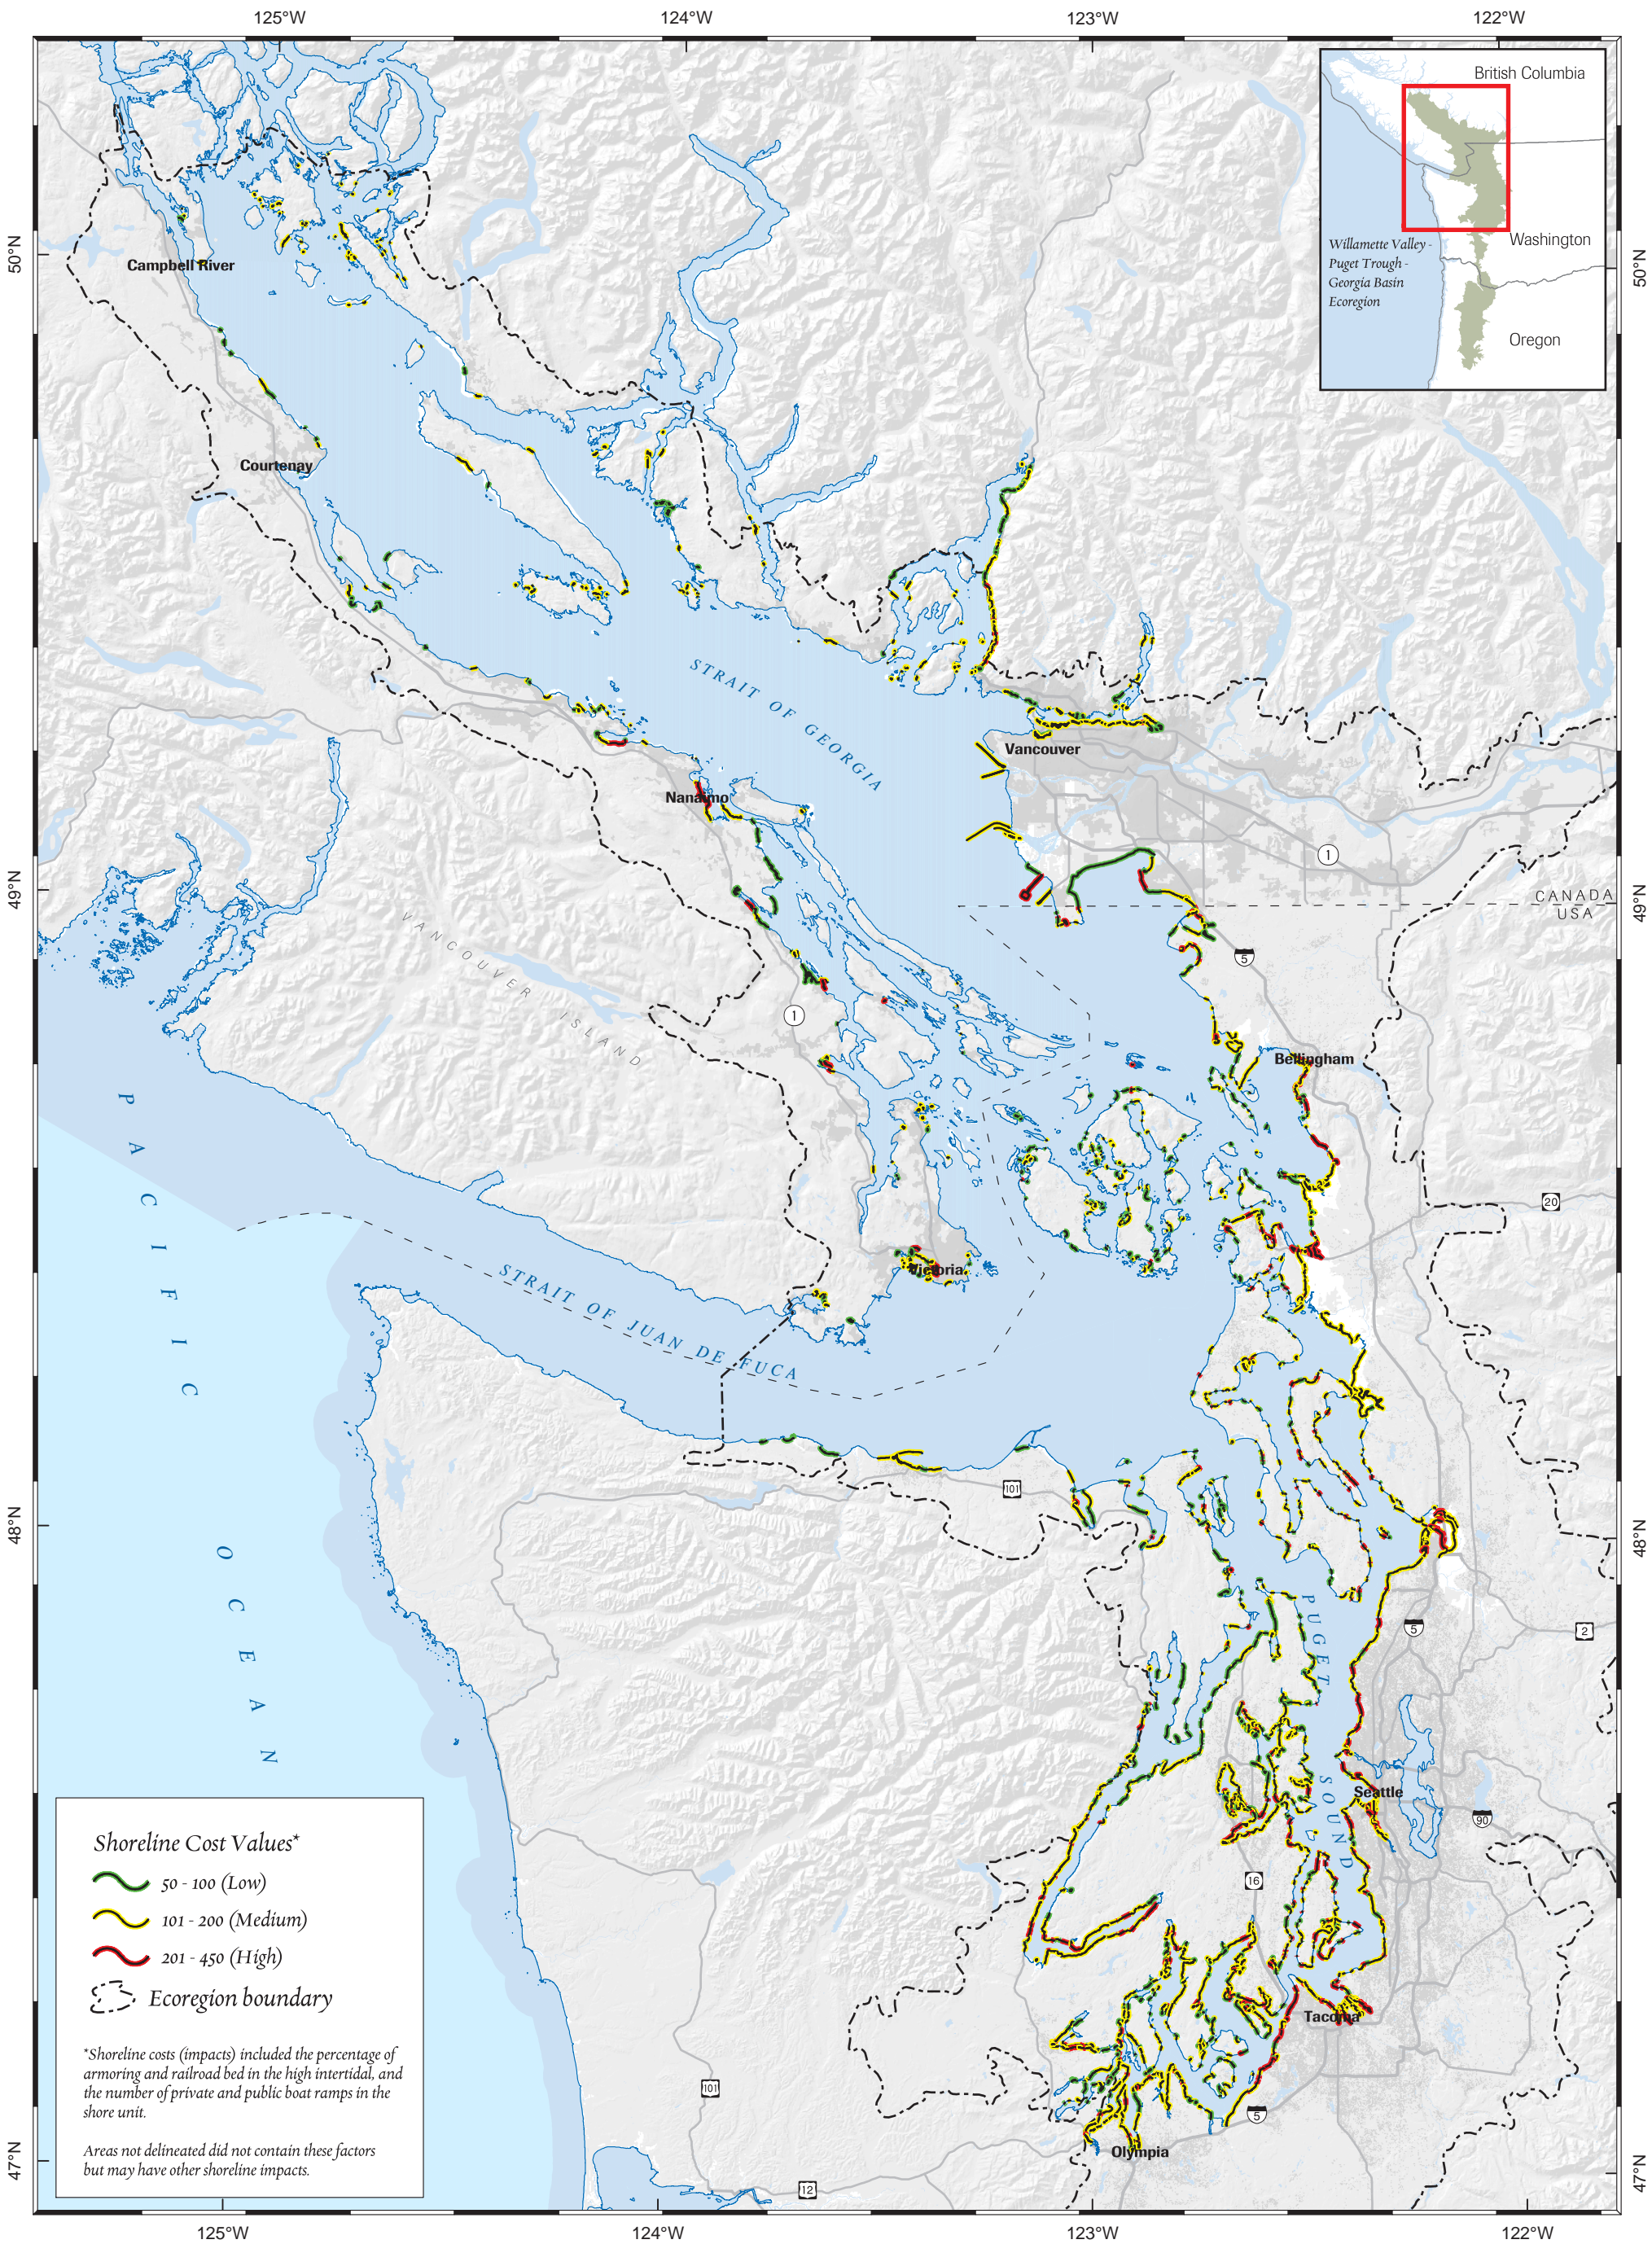 125°W
124°W
123°W
122°W
British Columbia
Washington
Willamette Valley -
Puget Trough -
Georgia Basin
Ecoregion
Oregon
50°N
50°N
Campbell River
Courtenay
STRAIT OF GEORGIA
Vancouver
Nanaimo
1
49°N
49°N
CANADA
USA
VANCOUVER ISLAND
5
1
Bellingham
PACIFIC OCEAN
20
Victoria
STRAIT OF JUAN DE FUCA
101
48°N
48°N
PUGET SOUND
5
2
Seattle
90
16
Tacoma
101
5
Olympia
12
47°N
47°N
Shoreline Cost Values*
50 - 100 (Low)
101 - 200 (Medium)
201 - 450 (High)
Ecoregion boundary
*Shoreline costs (impacts) included the percentage of
armoring and railroad bed in the high intertidal, and
the number of private and public boat ramps in the
shore unit.
Areas not delineated did not contain these factors
but may have other shoreline impacts.
125°W
124°W
123°W
122°W